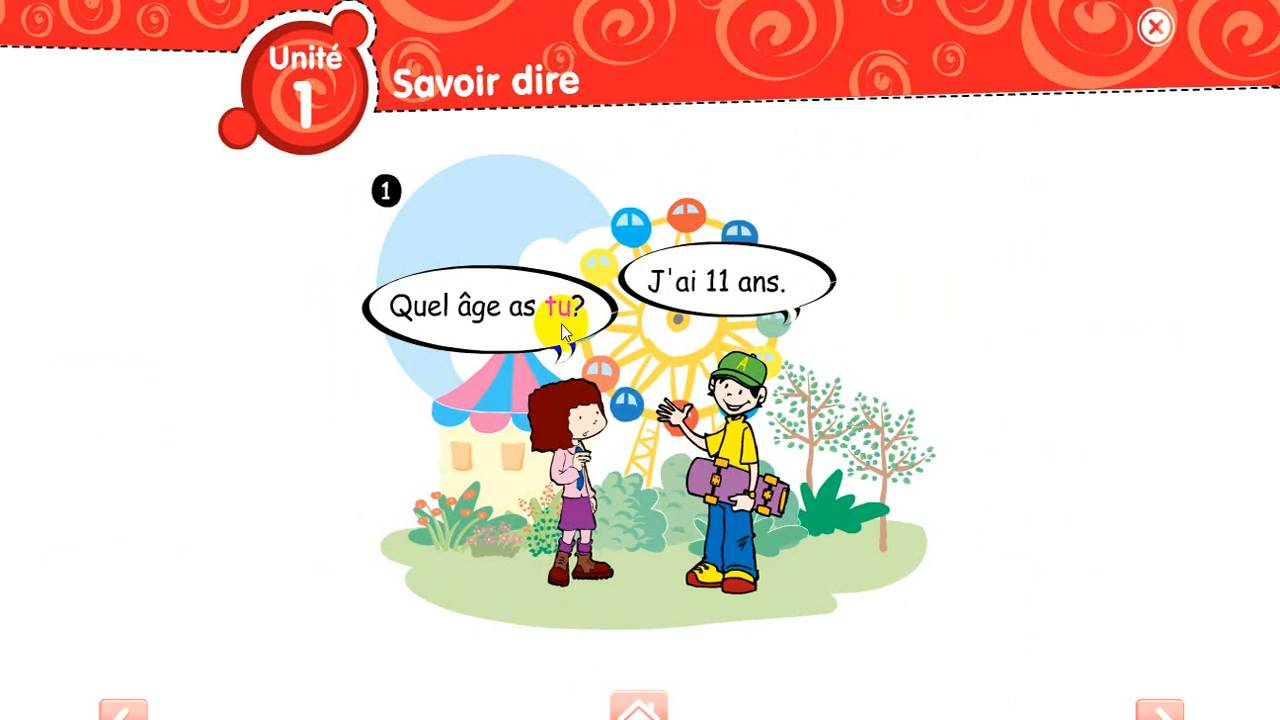 Unité
1
Savoir dire
1
Quel âge as tu?
J'ai 11 ans.
A